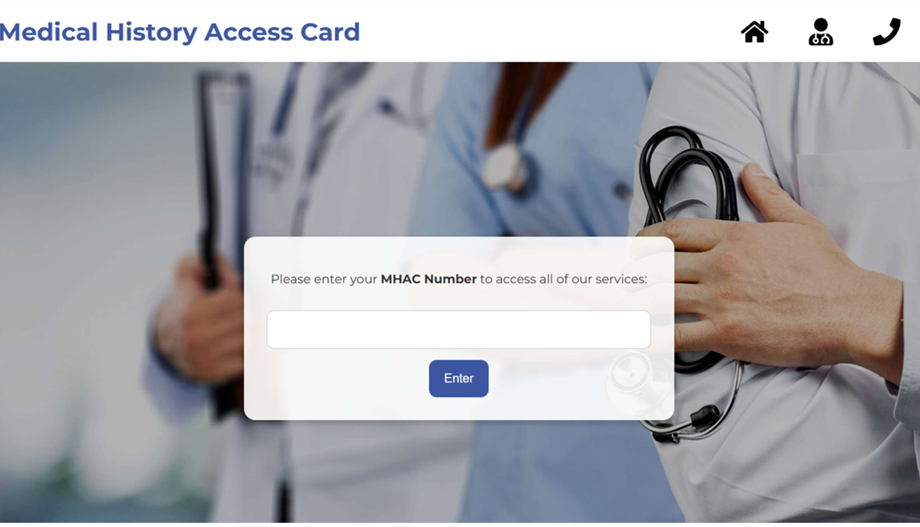 Medical History Access Card
Please enter your MHAC Number to access all of our services:
Enter